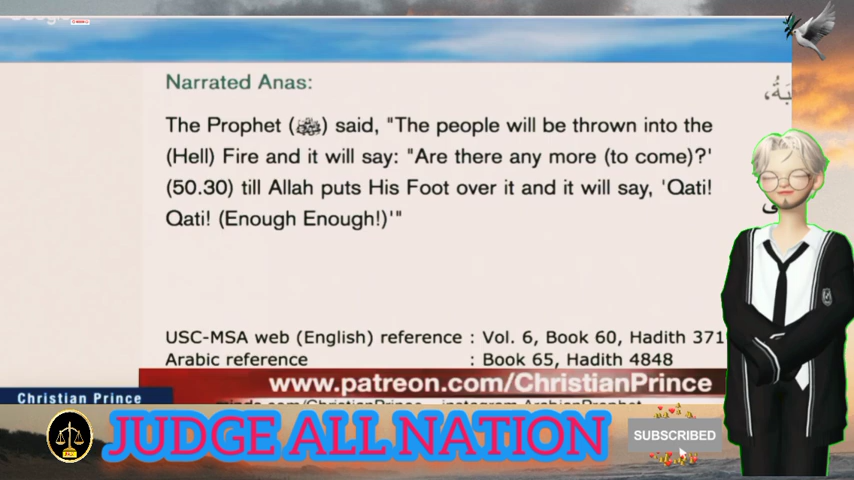 Narrated Anas:
The Prophet (ﷺ) said, "The people will be thrown into the
(Hell) Fire and it will say: "Are there any more (to come)?'
(50.30) till Allah puts His Foot over it and it will say, 'Qati!
Qati! (Enough Enough!)'"
USC-MSA web (English) reference : Vol. 6, Book 60, Hadith 371
Arabic reference : Book 65, Hadith 4848
www.patreon.com/ChristianPrince
Christian Prince
JUDGE ALL NATION
SUBSCRIBED